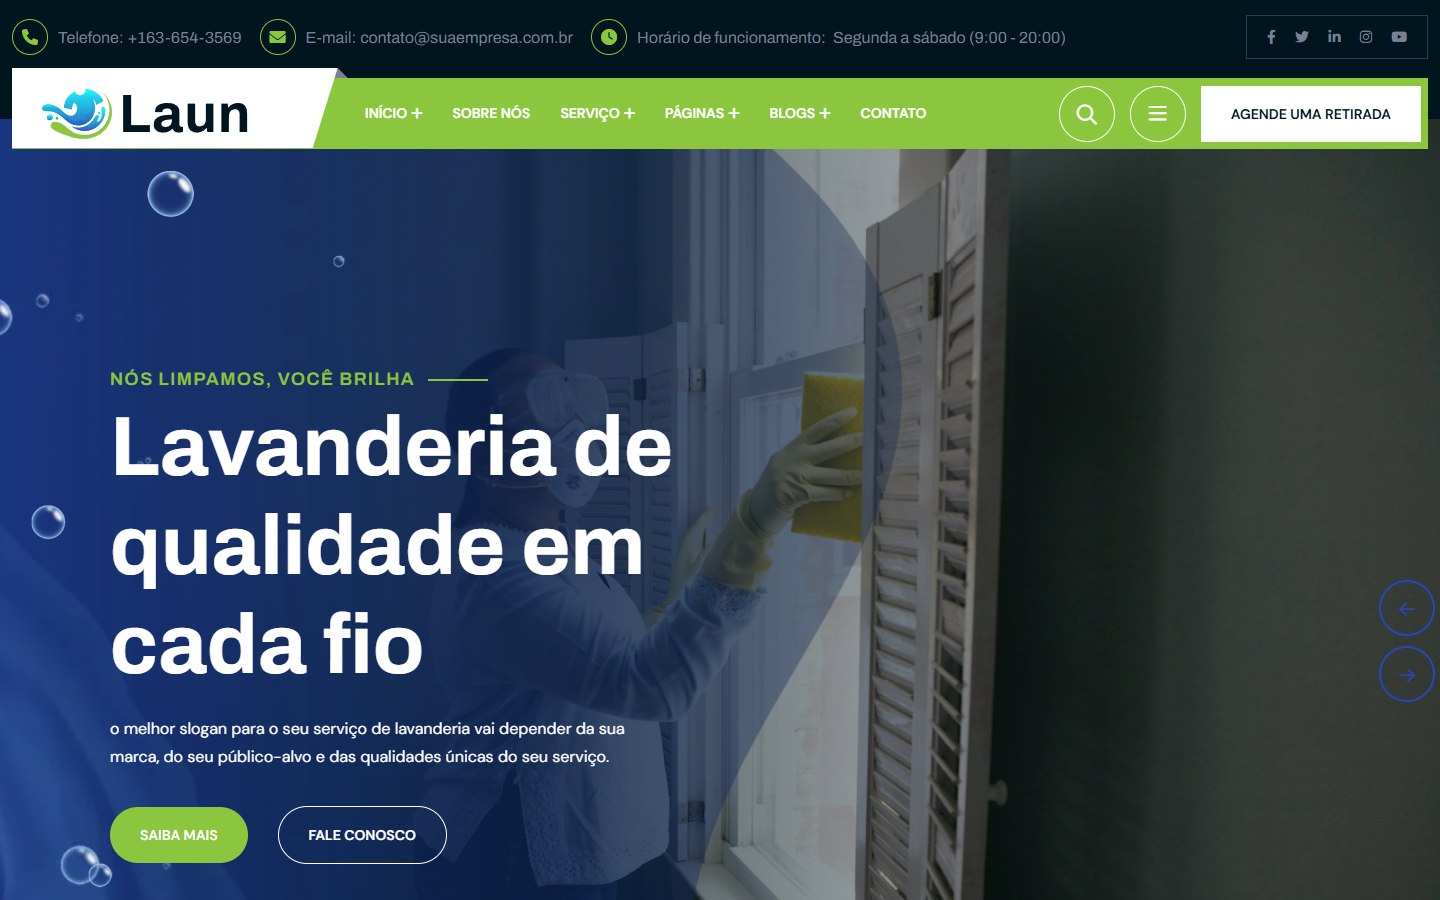 Telefone: +163-654-3569
E-mail: contato@suaempresa.com.br
Horário de funcionamento: Segunda a sábado (9:00 - 20:00)
Laun
INÍCIO +
SOBRE NÓS
SERVIÇO +
PÁGINAS +
BLOGS +
CONTATO
AGENDE UMA RETIRADA
NÓS LIMPAMOS, VOCÊ BRILHA
Lavanderia de
qualidade em
cada fio
o melhor slogan para o seu serviço de lavanderia vai depender da sua
marca, do seu público-alvo e das qualidades únicas do seu serviço.
SAIBA MAIS
FALE CONOSCO